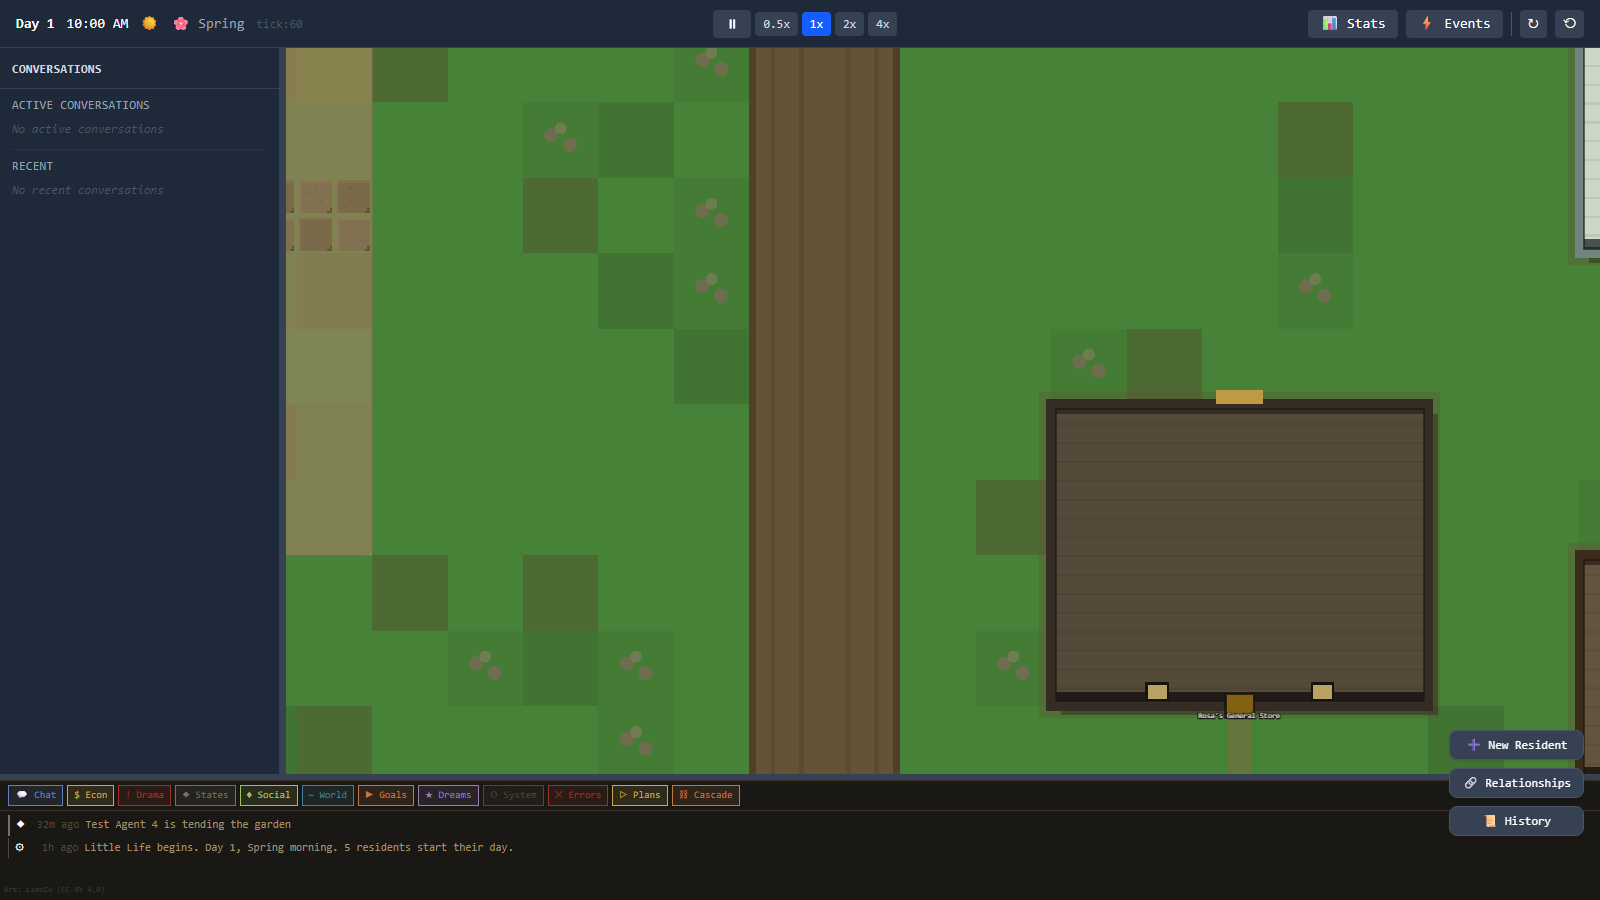 Day 1 10:00 AM Spring tick:60
0.5x 1x 2x 4x
Stats Events
CONVERSATIONS
ACTIVE CONVERSATIONS
No active conversations
RECENT
No recent conversations
Rosa's General Store
New Resident
Relationships
History
Chat $ Econ ! Drama States Social ~ World Goals Dreams System Errors Plans Cascade
32m ago Test Agent 4 is tending the garden
1h ago Little Life begins. Day 1, Spring morning. 5 residents start their day.
Art: LimeZu (CC BY 4.0)